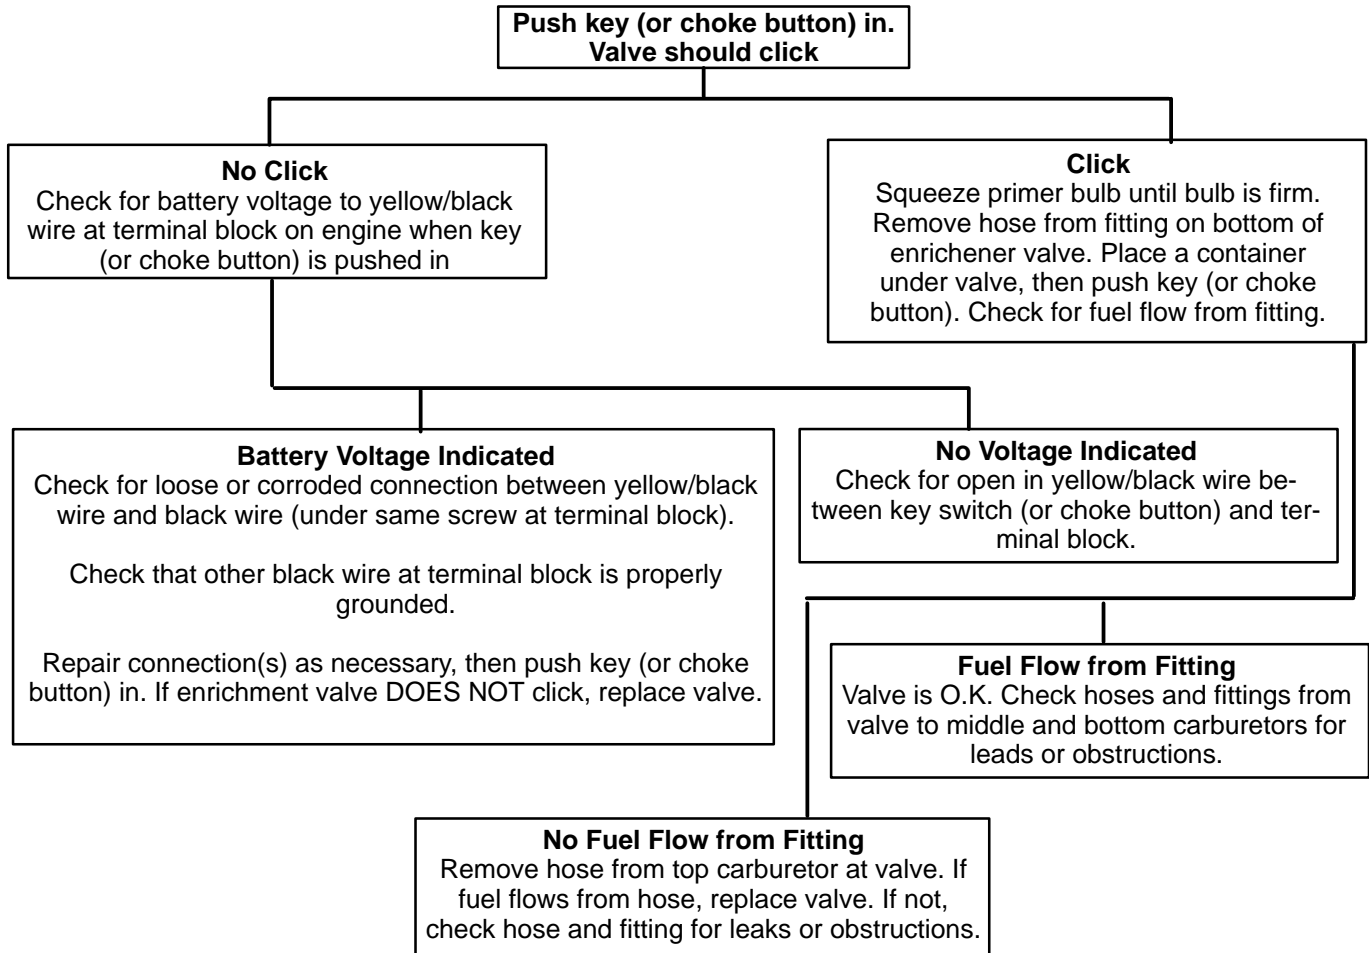 Push key (or choke button) in.
Valve should click
No Click
Check for battery voltage to yellow/black
wire at terminal block on engine when key
(or choke button) is pushed in
Click
Squeeze primer bulb until bulb is firm.
Remove hose from fitting on bottom of
enrichener valve. Place a container
under valve, then push key (or choke
button). Check for fuel flow from fitting.
Battery Voltage Indicated
Check for loose or corroded connection between yellow/black
wire and black wire (under same screw at terminal block).
Check that other black wire at terminal block is properly
grounded.
Repair connection(s) as necessary, then push key (or choke
button) in. If enrichment valve DOES NOT click, replace valve.
No Voltage Indicated
Check for open in yellow/black wire be-
tween key switch (or choke button) and ter-
minal block.
Fuel Flow from Fitting
Valve is O.K. Check hoses and fittings from
valve to middle and bottom carburetors for
leads or obstructions.
No Fuel Flow from Fitting
Remove hose from top carburetor at valve. If
fuel flows from hose, replace valve. If not,
check hose and fitting for leaks or obstructions.